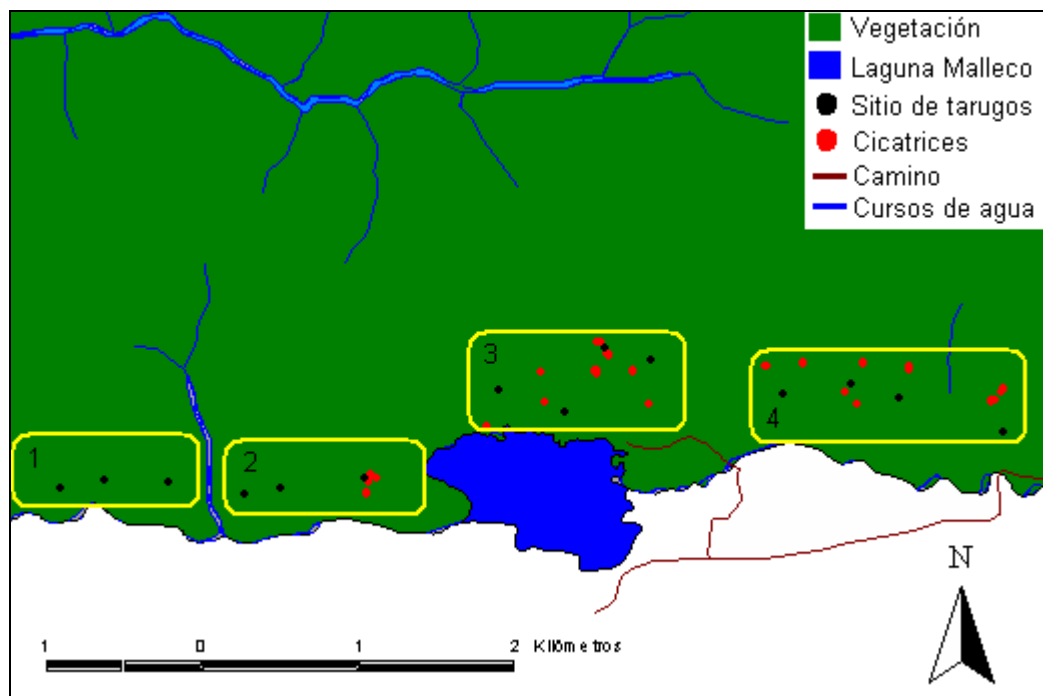 Vegetación
Laguna Malleco
Sitio de tarugos
Cicatrices
Camino
Cursos de agua
3
4
1
2
N
1 0 1 2 Kilómetros